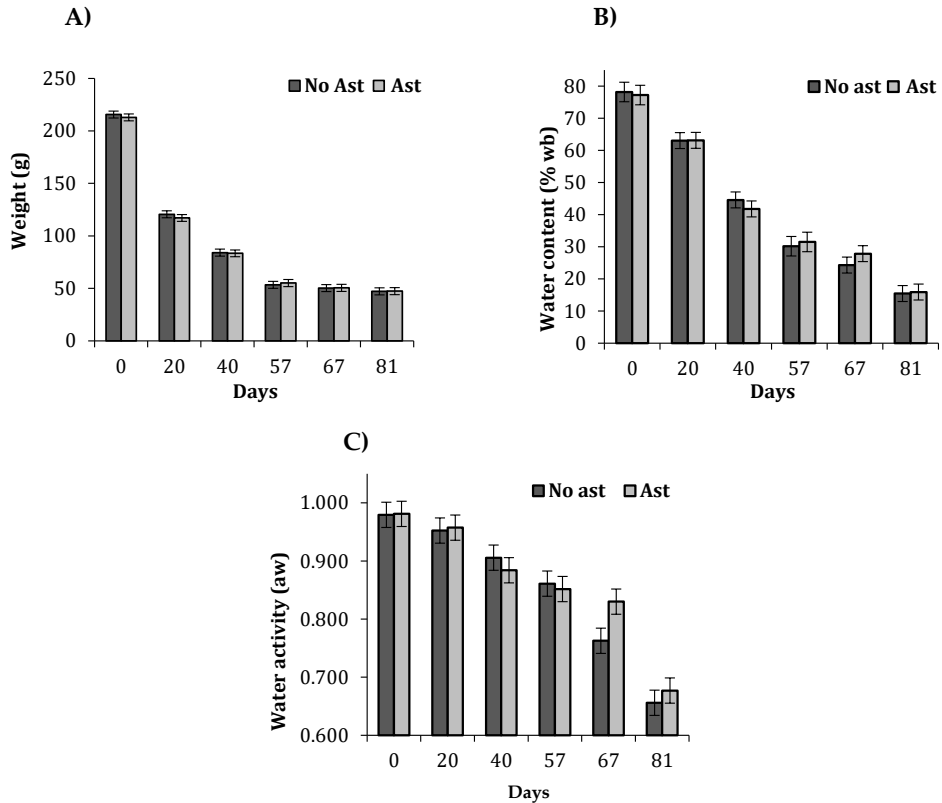 A)
No Ast Ast
250
200
150
100
50
0
Weight (g)
0 20 40 57 67 81
Days
B)
No ast Ast
80
70
60
50
40
30
20
10
0
Water content (% wb)
0 20 40 57 67 81
Days
C)
No ast Ast
1.000
0.900
0.800
0.700
0.600
Water activity (aw)
0 20 40 57 67 81
Days